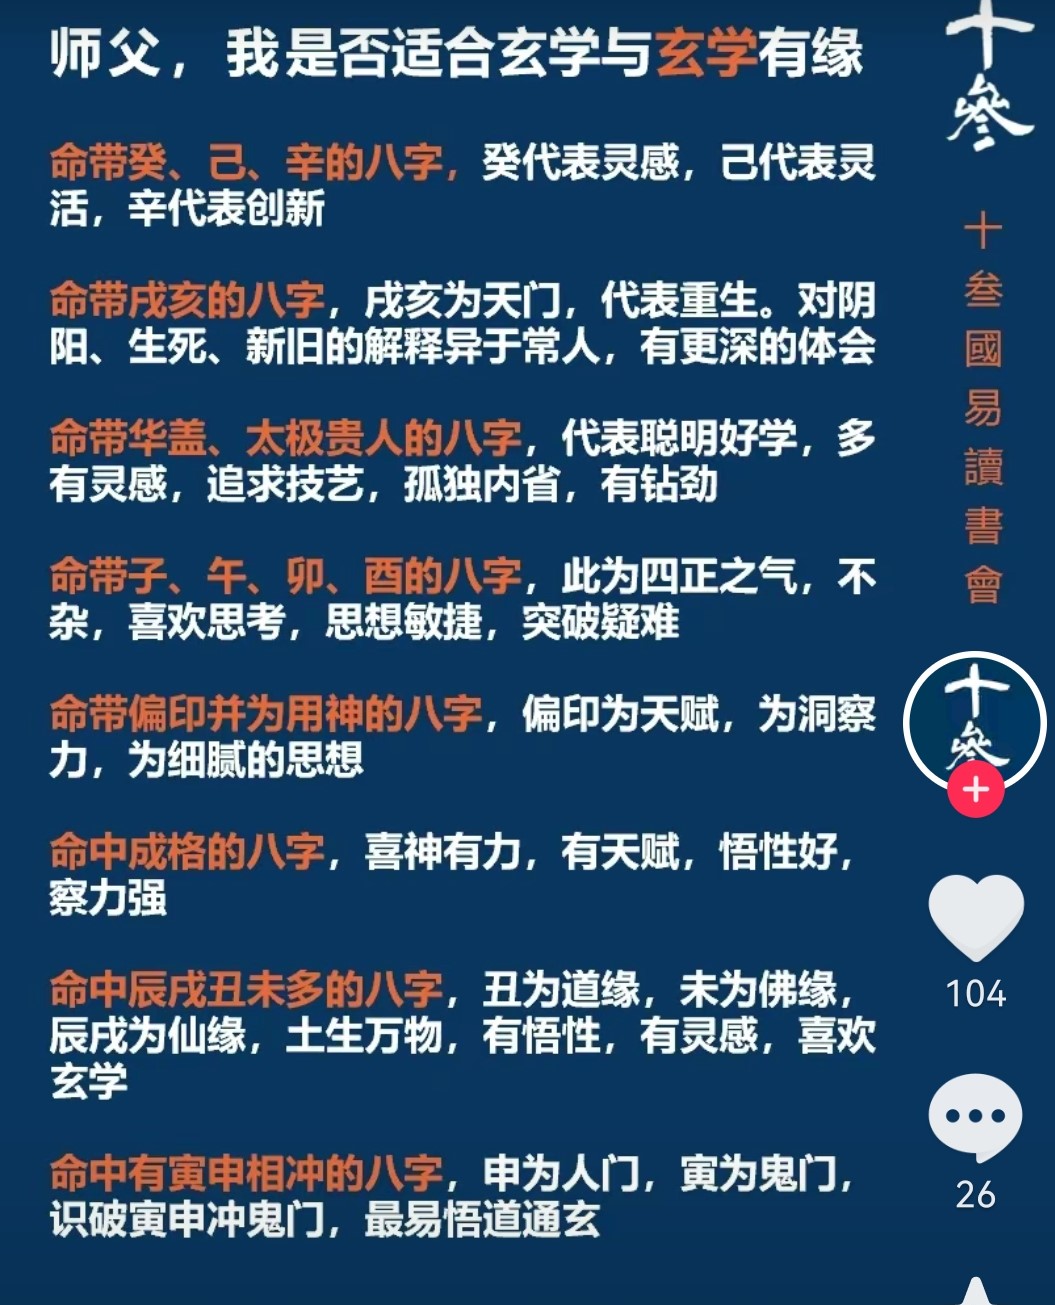 师父，我是否适合玄学与玄学有缘
命带癸、己、辛的八字，癸代表灵感，己代表灵
活，辛代表创新
命带戌亥的八字，戌亥为天门，代表重生。对阴
阳、生死、新旧的解释异于常人，有更深的体会
命带华盖、太极贵人的八字，代表聪明好学，多
有灵感，追求技艺，孤独内省，有钻劲
命带子、午、卯、酉的八字，此为四正之气，不
杂，喜欢思考，思想敏捷，突破疑难
命带偏印并为用神的八字，偏印为天赋，为洞察
力，为细腻的思想
命中成格的八字，喜神有力，有天赋，悟性好，
察力强
命中辰戌丑未多的八字，丑为道缘，未为佛缘，
辰戌为仙缘，土生万物，有悟性，有灵感，喜欢
玄学
命中有寅申相冲的八字，申为人门，寅为鬼门，
识破寅申冲鬼门，最易悟道通玄
十參
十叁國易讀書會
十參
104
26